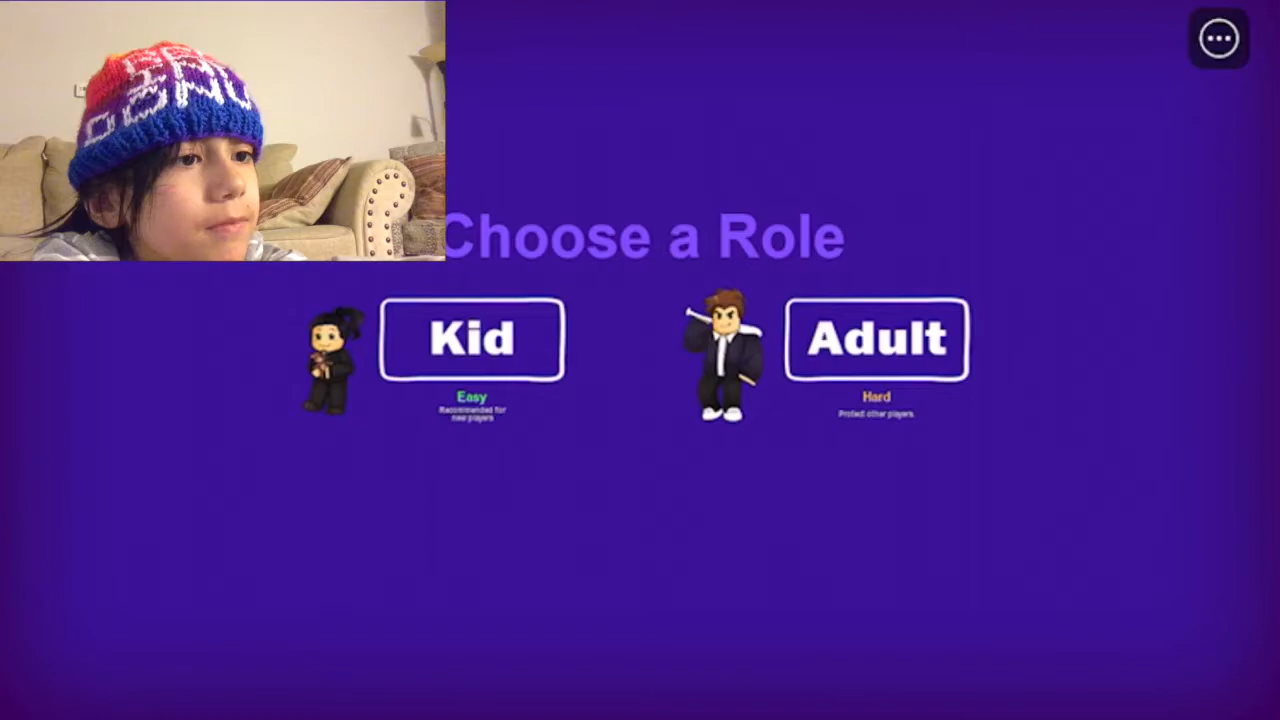 Choose a Role
Kid
Adult
Easy
Hard
Recommended for
new players
Protect other players.